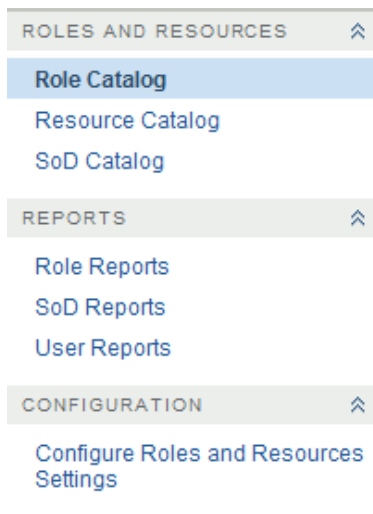 ROLES AND RESOURCES
Role Catalog
Resource Catalog
SoD Catalog
REPORTS
Role Reports
SoD Reports
User Reports
CONFIGURATION
Configure Roles and Resources
Settings